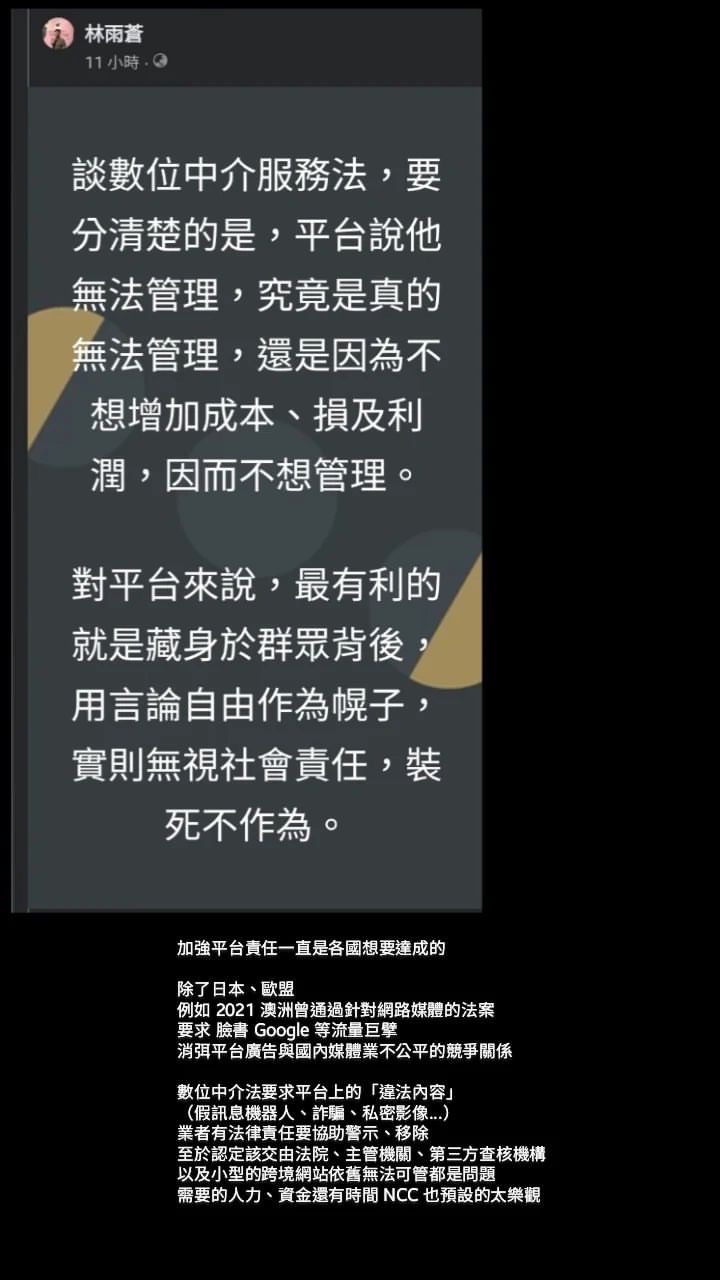 林雨蒼
11 小時 ·
談數位中介服務法，要
分清楚的是，平台說他
無法管理，究竟是真的
無法管理，還是因為不
想增加成本、損及利
潤，因而不想管理。
對平台來說，最有利的
就是藏身於群眾背後，
用言論自由作為幌子，
實則無視社會責任，裝
死不作為。
加強平台責任一直是各國想要達成的
除了日本、歐盟
例如 2021 澳洲曾通過針對網路媒體的法案
要求 臉書 Google 等流量巨擘
消弭平台廣告與國內媒體業不公平的競爭關係
數位中介法要求平台上的「違法內容」
（假訊息機器人、詐騙、私密影像...）
業者有法律責任要協助警示、移除
至於認定該交由法院、主管機關、第三方查核機構
以及小型的跨境網站依舊無法可管都是問題
需要的人力、資金還有時間 NCC 也預設的太樂觀